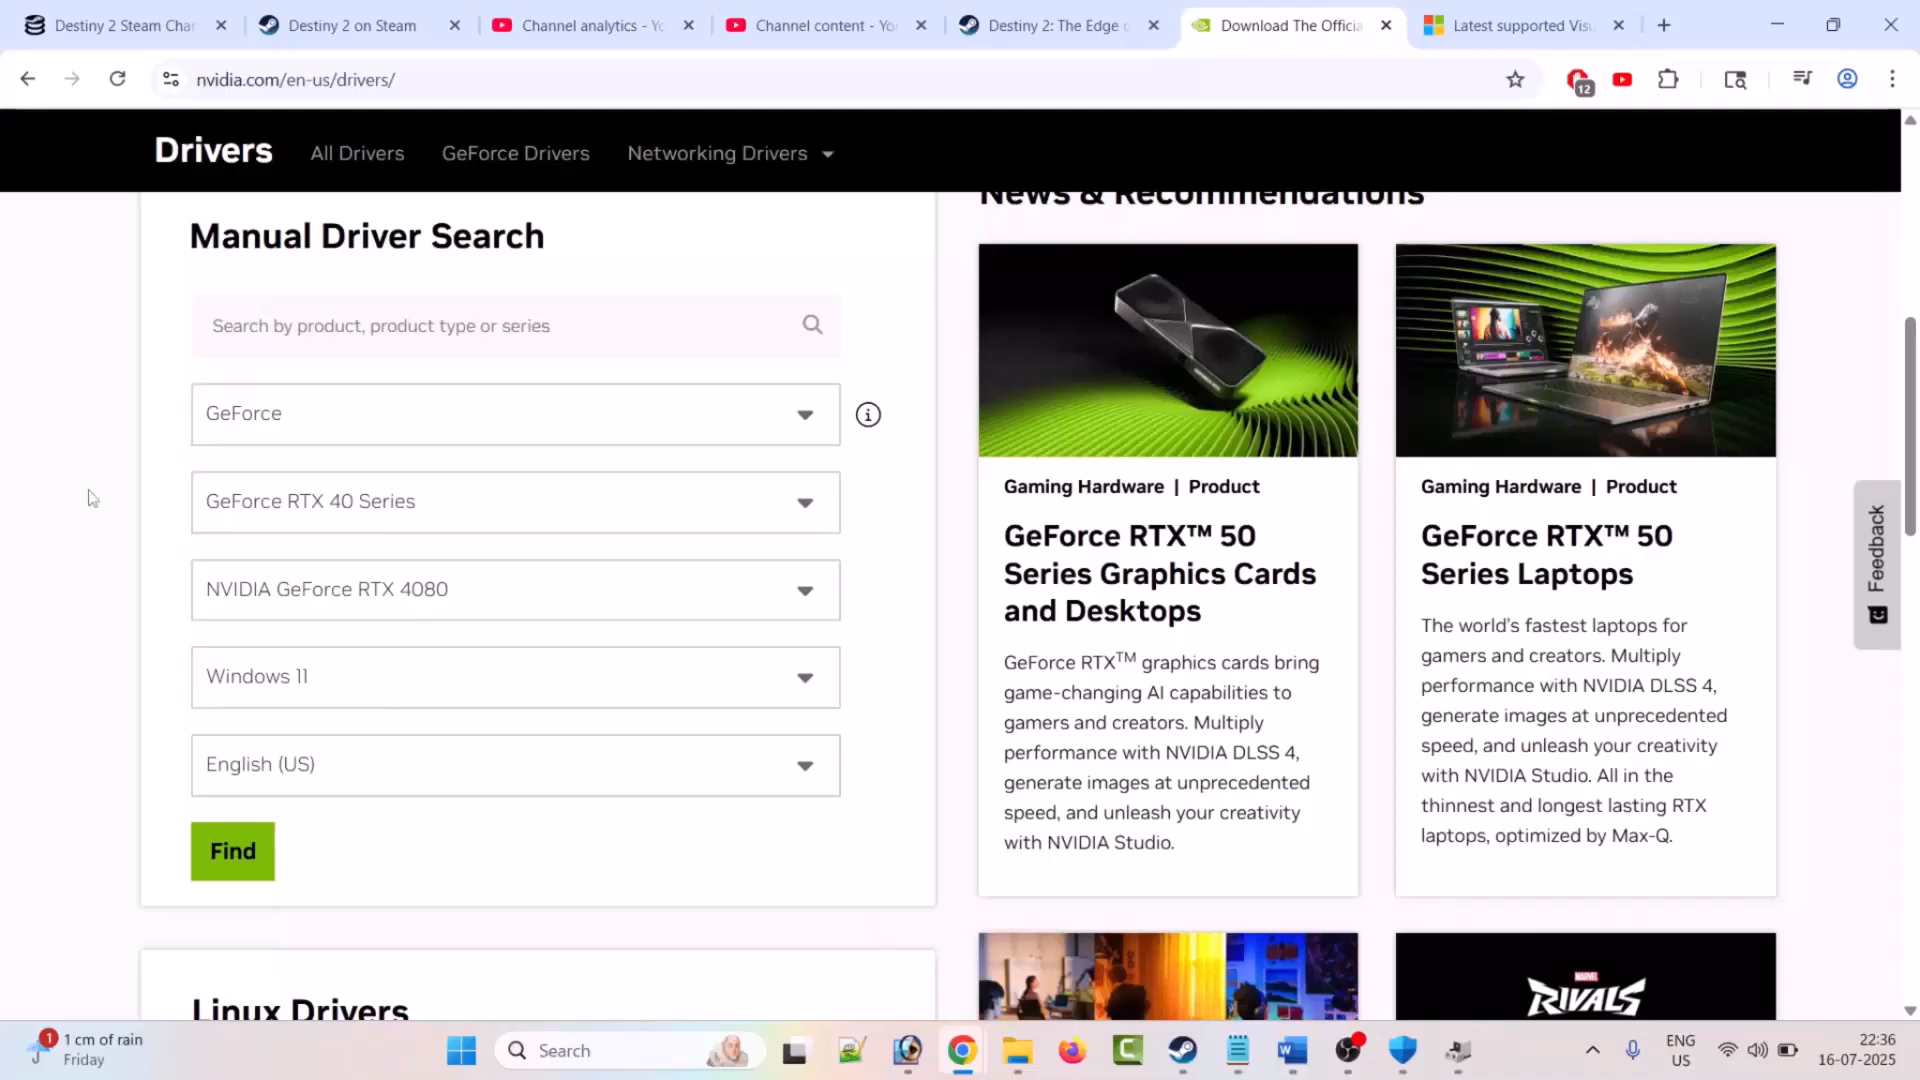 Destiny 2 Steam Char
Destiny 2 on Steam
Channel analytics - Yo
Channel content - You
Destiny 2: The Edge o
Download The Officia
Latest supported Visu
nvidia.com/en-us/drivers/
12
Drivers
All Drivers
GeForce Drivers
Networking Drivers
Manual Driver Search
Search by product, product type or series
GeForce
GeForce RTX 40 Series
NVIDIA GeForce RTX 4080
Windows 11
English (US)
Find
Linux Drivers
News & Recommendations
Gaming Hardware | Product
GeForce RTX™ 50
Series Graphics Cards
and Desktops
GeForce RTX™ graphics cards bring
game-changing AI capabilities to
gamers and creators. Multiply
performance with NVIDIA DLSS 4,
generate images at unprecedented
speed, and unleash your creativity
with NVIDIA Studio.
Gaming Hardware | Product
GeForce RTX™ 50
Series Laptops
The world's fastest laptops for
gamers and creators. Multiply
performance with NVIDIA DLSS 4,
generate images at unprecedented
speed, and unleash your creativity
with NVIDIA Studio. All in the
thinnest and longest lasting RTX
laptops, optimized by Max-Q.
MARVEL
RIVALS
Feedback
1
1 cm of rain
Friday
Search
ENG
US
22:36
16-07-2025